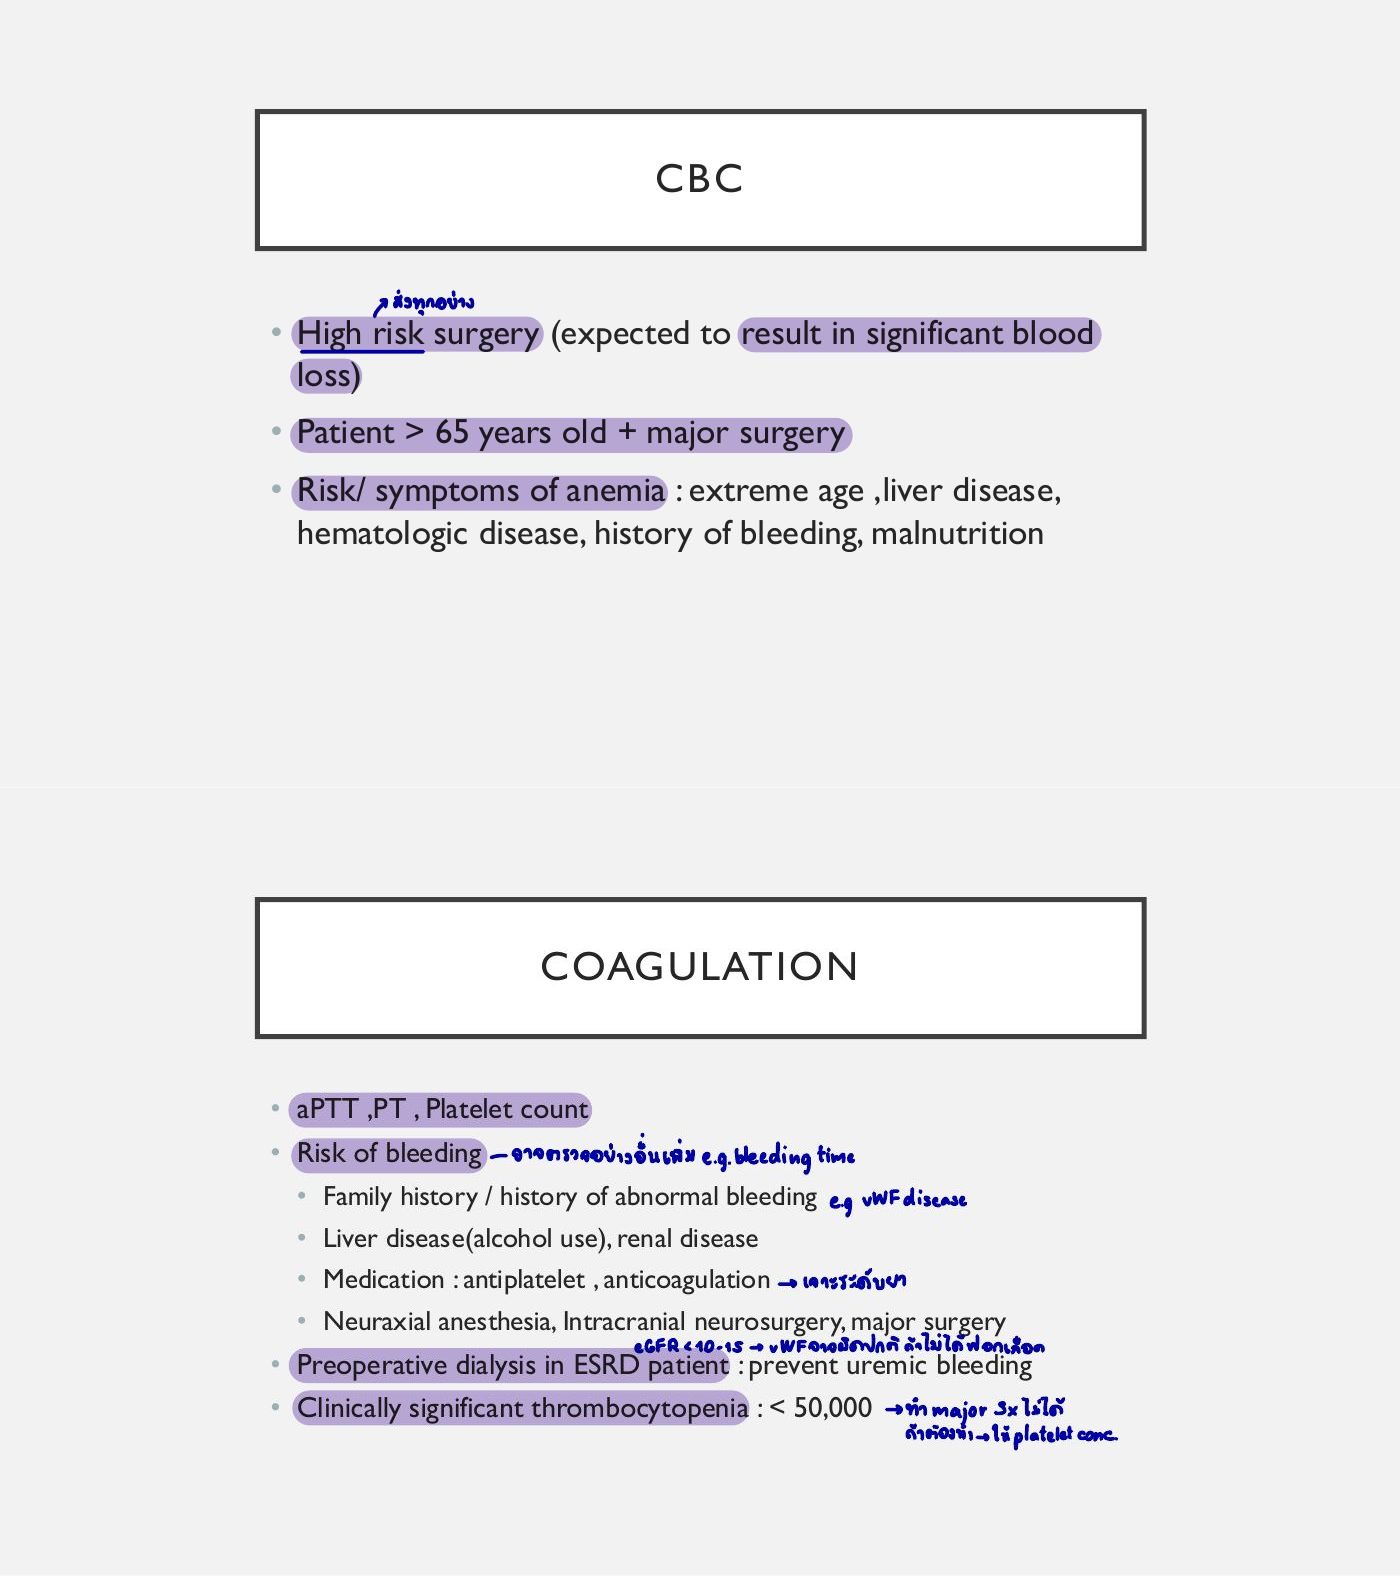 CBC
ส่งทุกอย่าง
• High risk surgery (expected to result in significant blood
loss)
• Patient > 65 years old + major surgery
• Risk/ symptoms of anemia : extreme age ,liver disease,
hematologic disease, history of bleeding, malnutrition
COAGULATION
• aPTT ,PT , Platelet count
• Risk of bleeding – อาจตรวจอย่างอื่นเพิ่ม e.g. bleeding time
• Family history / history of abnormal bleeding e.g vWF disease
• Liver disease(alcohol use), renal disease
• Medication : antiplatelet , anticoagulation → เจาะระดับยา
• Neuraxial anesthesia, Intracranial neurosurgery, major surgery
eGFR < 10-15 → vWF อาจผิดปกติ ถ้าไม่ได้ฟอกเลือด
• Preoperative dialysis in ESRD patient : prevent uremic bleeding
• Clinically significant thrombocytopenia : < 50,000 → ทำ major Sx ไม่ได้
ถ้าต้องทำ → ให้ platelet conc.